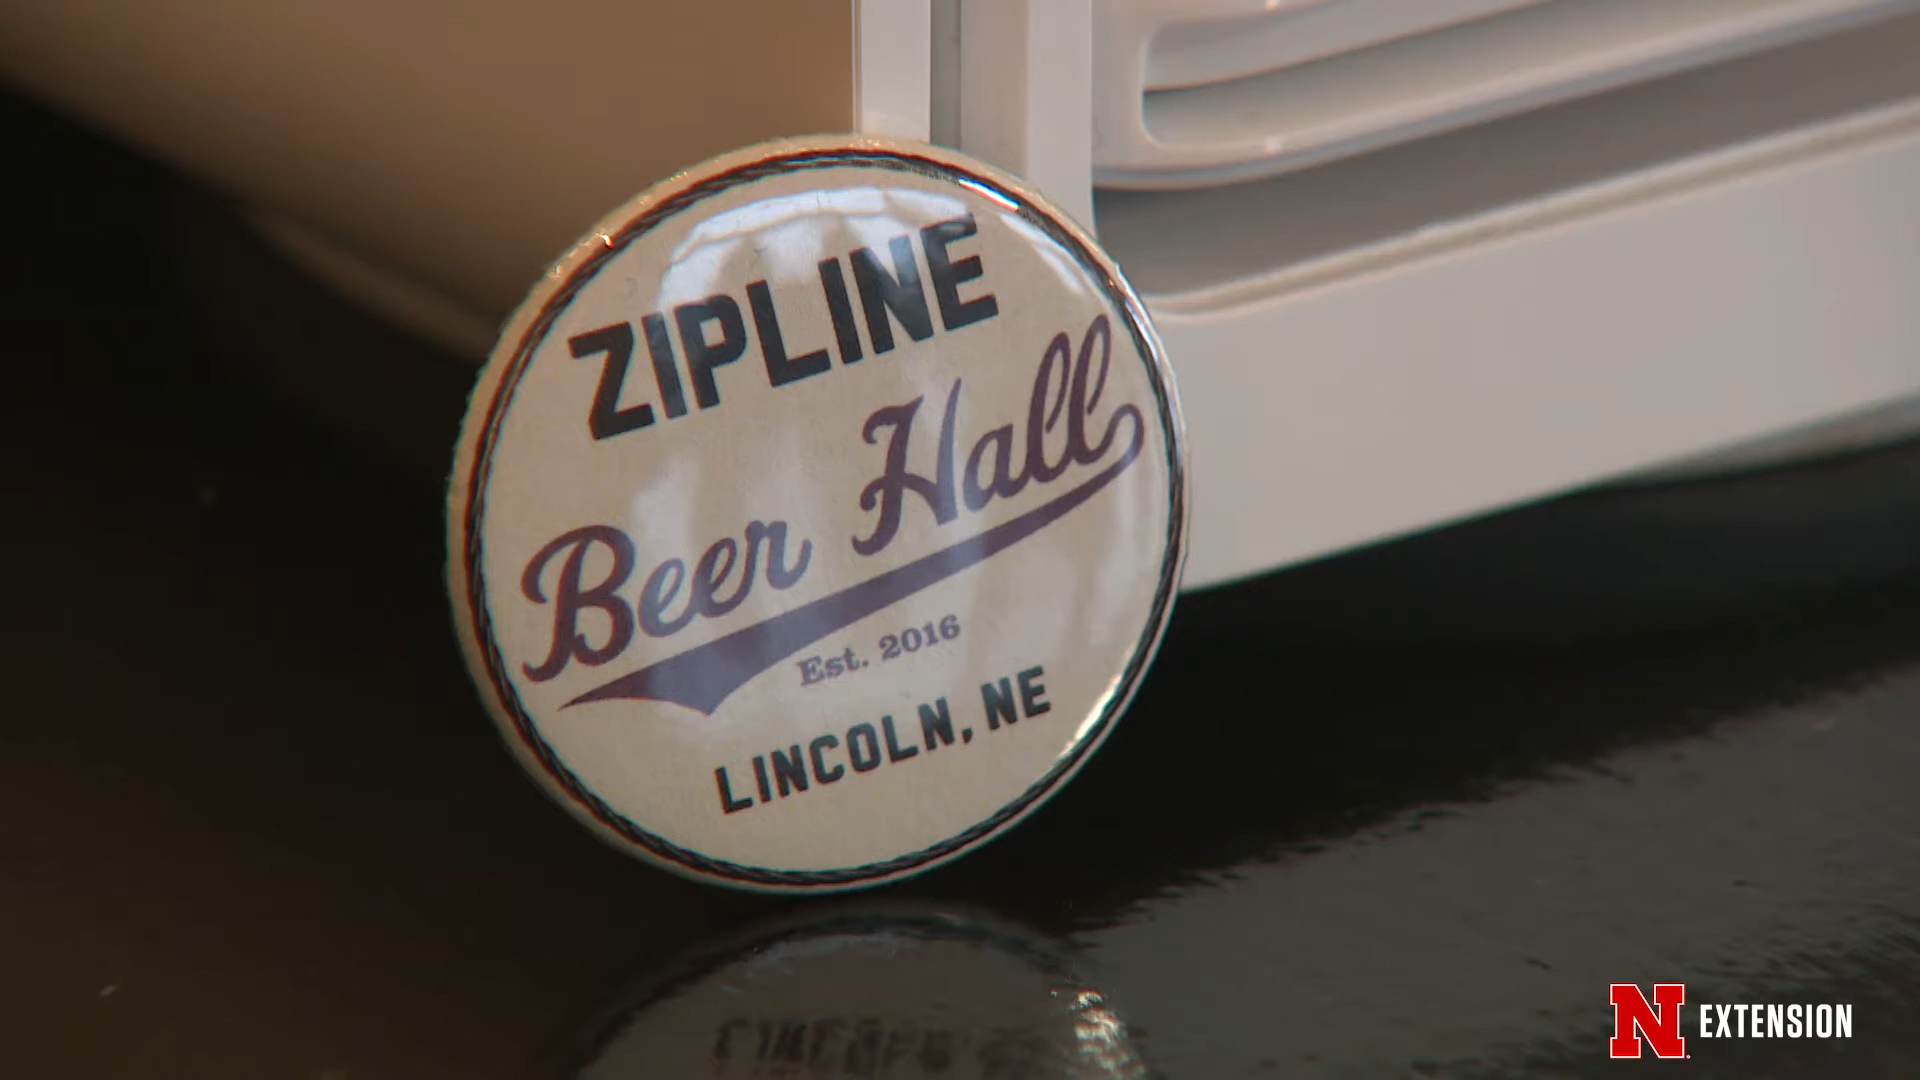 ZIPLINE
Beer Hall
Est. 2016
LINCOLN, NE
N EXTENSION